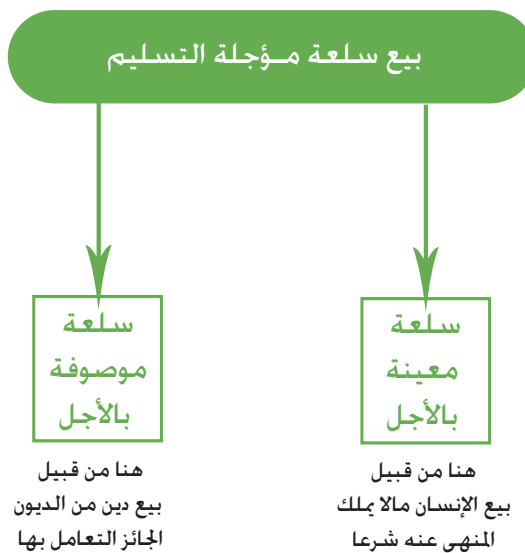 بيع سلعة مؤجلة التسليم
سلعة
معينة
بالأجل
هنا من قبيل
بيع الإنسان مالا يملك
المنهى عنه شرعا
سلعة
موصوفة
بالأجل
هنا من قبيل
بيع دين من الديون
الجائز التعامل بها